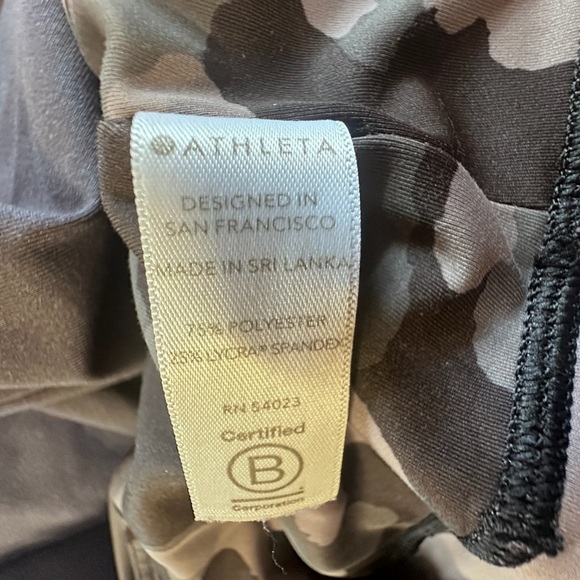 ATHLETA
DESIGNED IN
SAN FRANCISCO
MADE IN SRI LANKA
75% POLYESTER
25% LYCRA® SPANDEX
RN 54023
Certified
B
Corporation